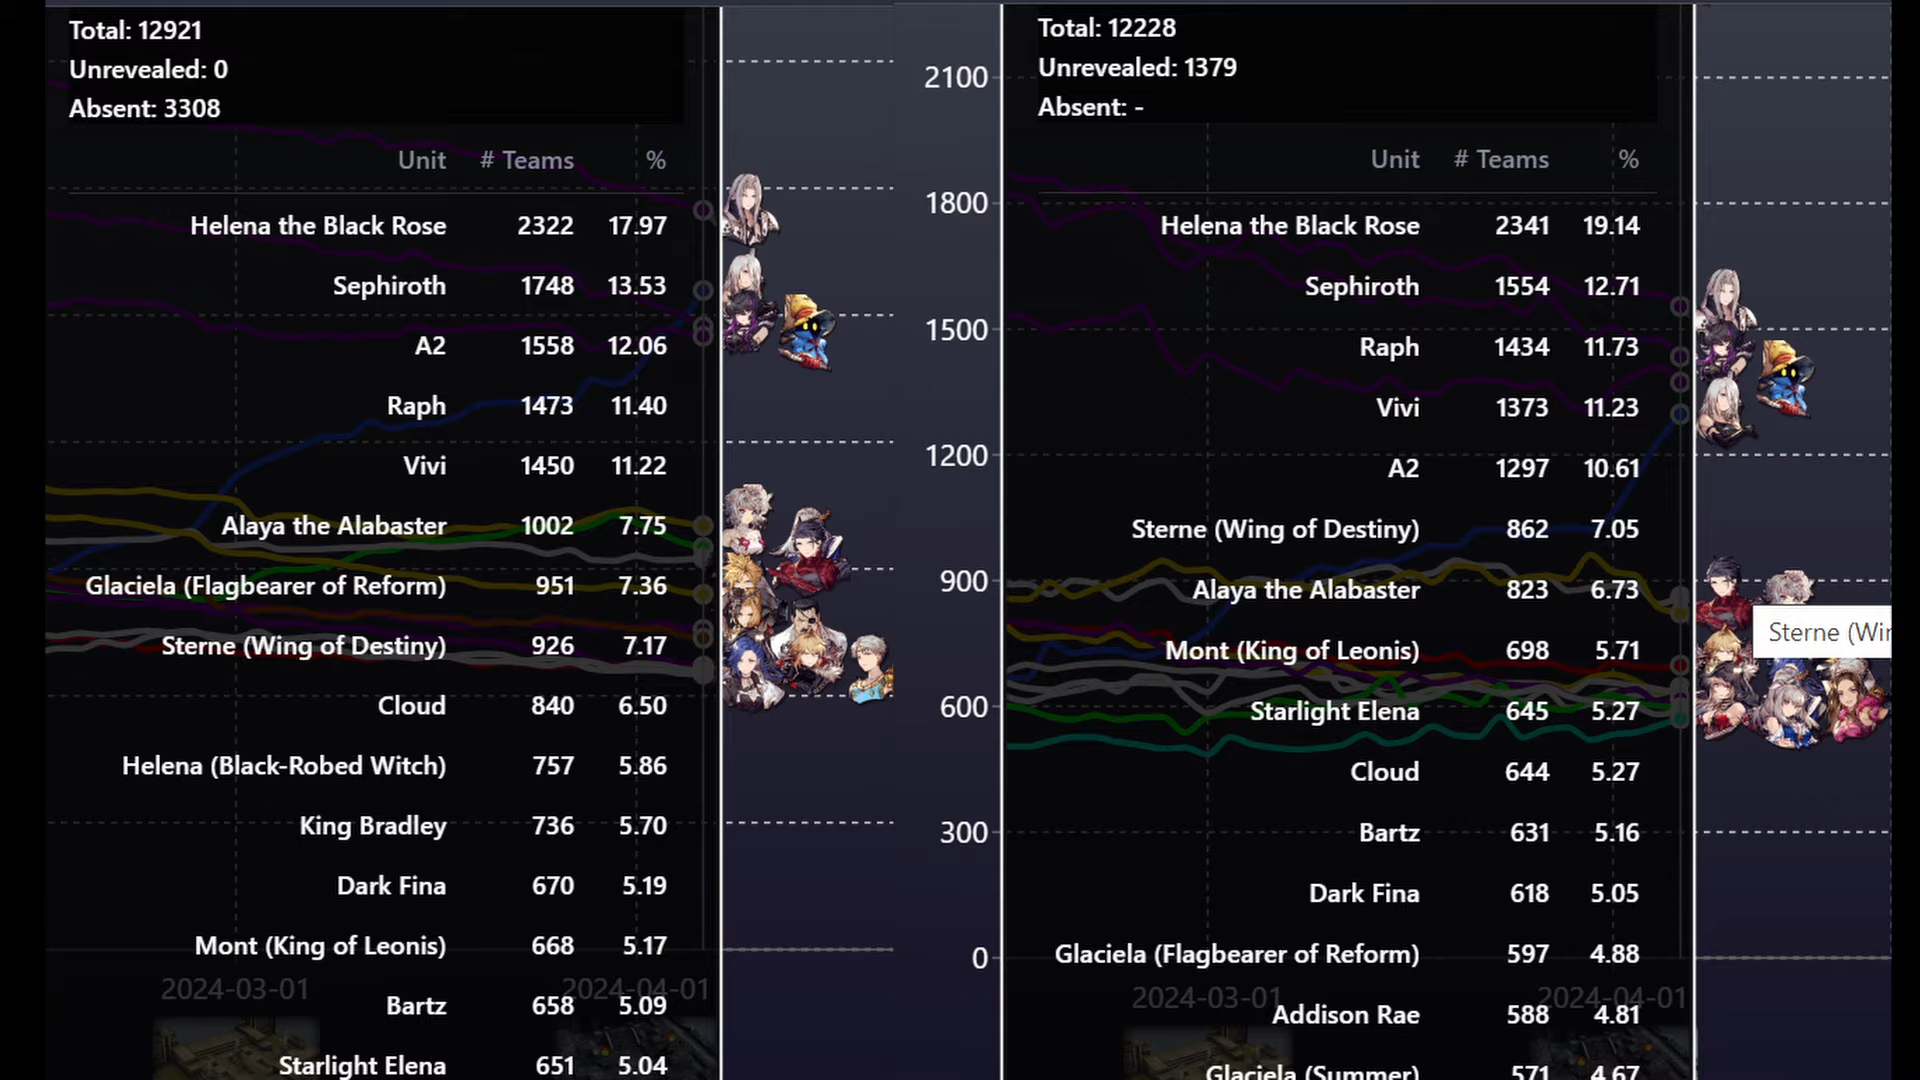 Total: 12921
Unrevealed: 0
Absent: 3308
Unit # Teams %
Helena the Black Rose 2322 17.97
Sephiroth 1748 13.53
A2 1558 12.06
Raph 1473 11.40
Vivi 1450 11.22
Alaya the Alabaster 1002 7.75
Glaciela (Flagbearer of Reform) 951 7.36
Sterne (Wing of Destiny) 926 7.17
Cloud 840 6.50
Helena (Black-Robed Witch) 757 5.86
King Bradley 736 5.70
Dark Fina 670 5.19
Mont (King of Leonis) 668 5.17
2024-03-01 2024-04-01
Bartz 658 5.09
Starlight Elena 651 5.04
2100
1800
1500
1200
900
600
300
0
Total: 12228
Unrevealed: 1379
Absent: -
Unit # Teams %
Helena the Black Rose 2341 19.14
Sephiroth 1554 12.71
Raph 1434 11.73
Vivi 1373 11.23
A2 1297 10.61
Sterne (Wing of Destiny) 862 7.05
Alaya the Alabaster 823 6.73
Sterne (Wir
Mont (King of Leonis) 698 5.71
Starlight Elena 645 5.27
Cloud 644 5.27
Bartz 631 5.16
Dark Fina 618 5.05
Glaciela (Flagbearer of Reform) 597 4.88
2024-03-01 2024-04-01
Addison Rae 588 4.81
Glaciela (Summer) 571 4.67